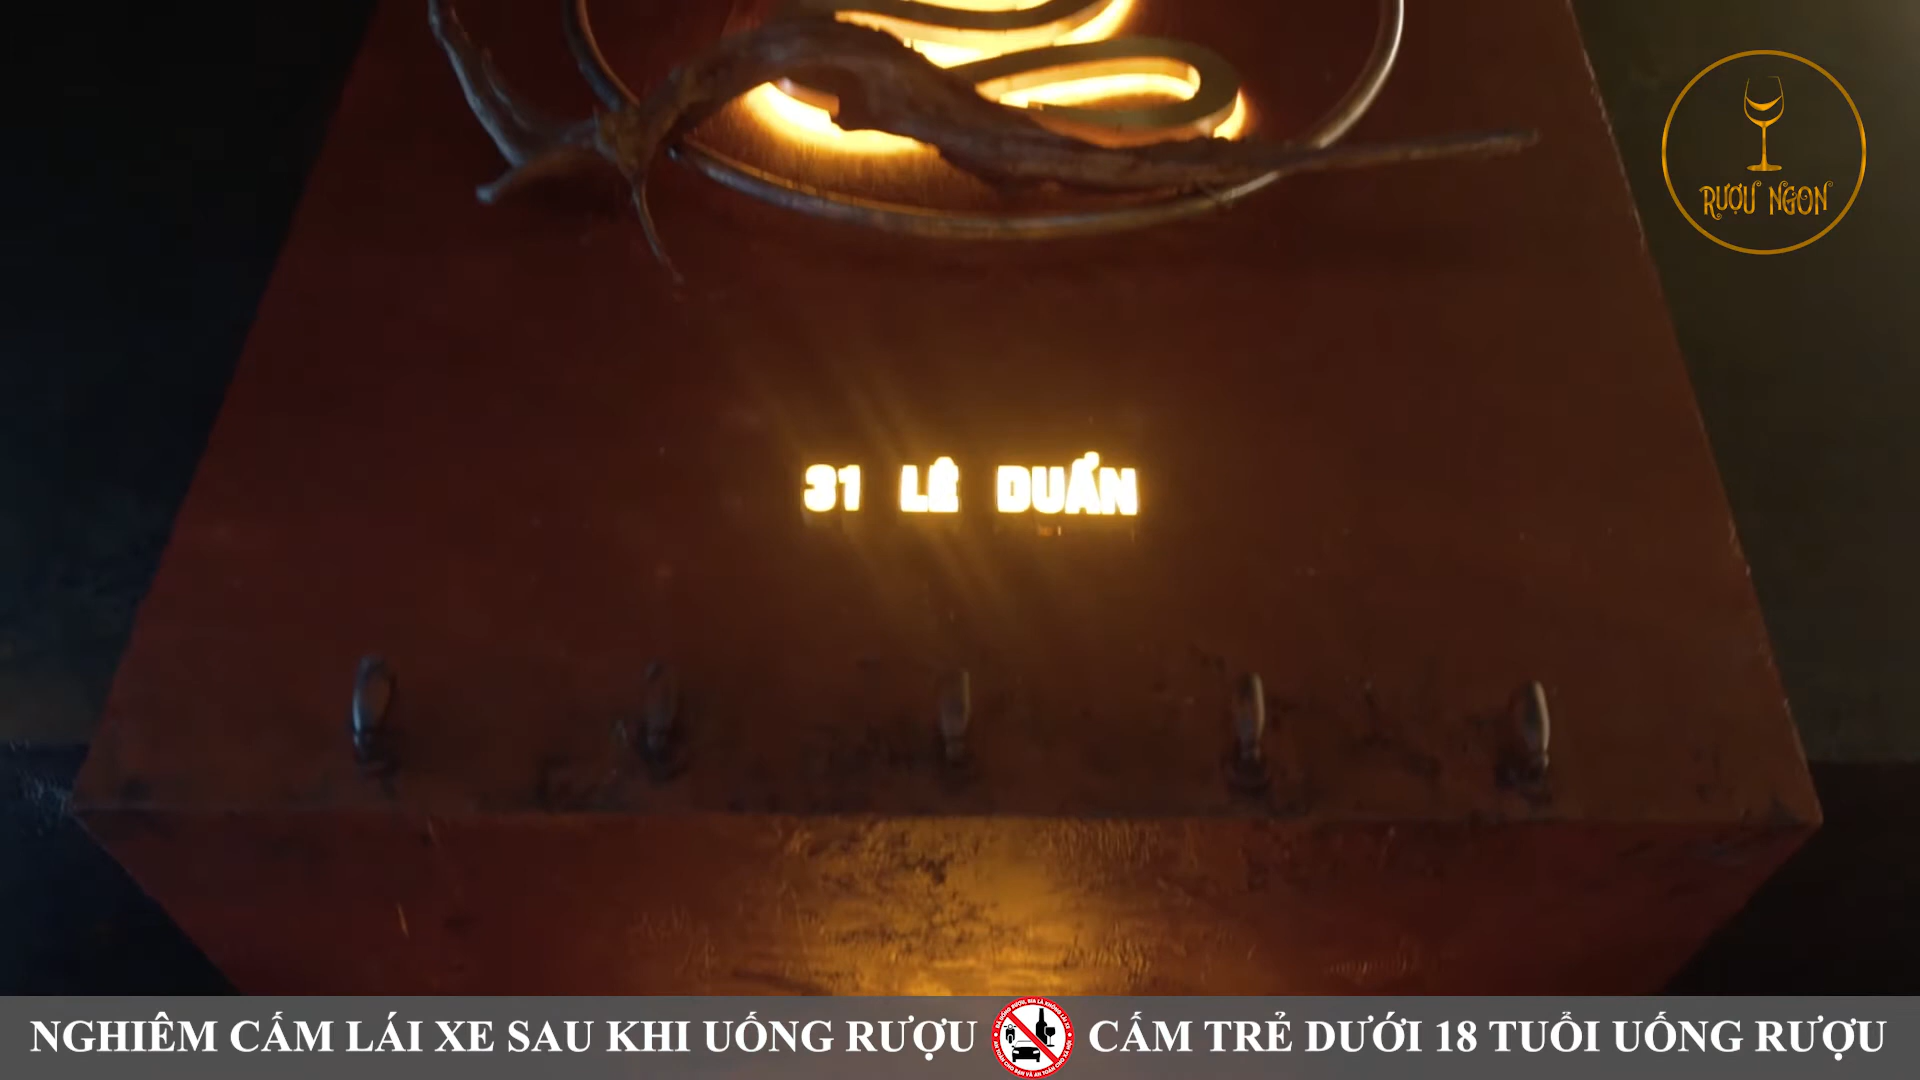 RƯỢU NGON
31 LÊ DUẨN
NGHIÊM CẤM LÁI XE SAU KHI UỐNG RƯỢU
CẤM TRẺ DƯỚI 18 TUỔI UỐNG RƯỢU